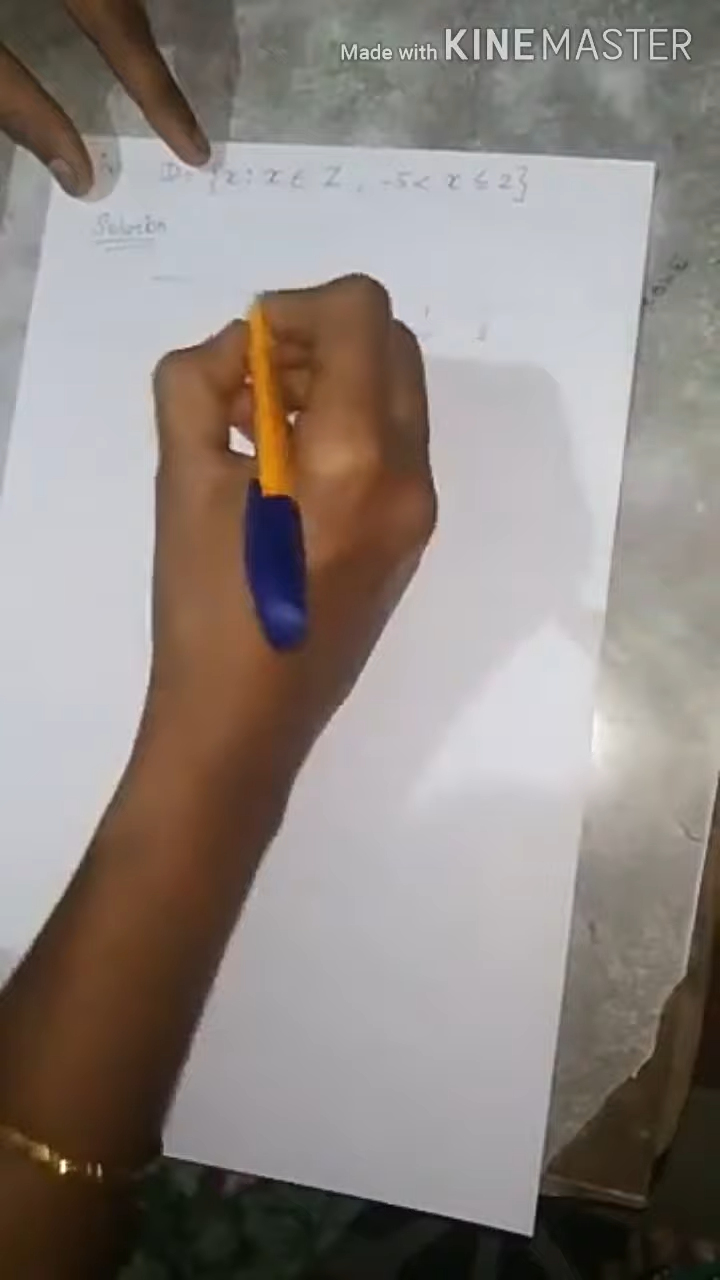 Made with KINEMASTER
D = {x : x ∈ Z , -5 < x ≤ 2}
Solution